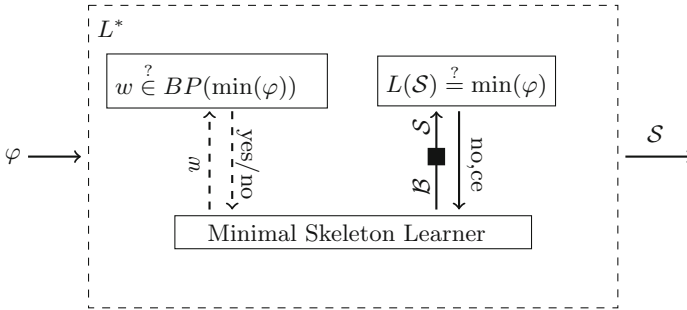 L*
w ∈? BP(min(φ))
L(𝒮) =? min(φ)
φ
w
yes/no
ℬ
𝒮
no,ce
𝒮
Minimal Skeleton Learner